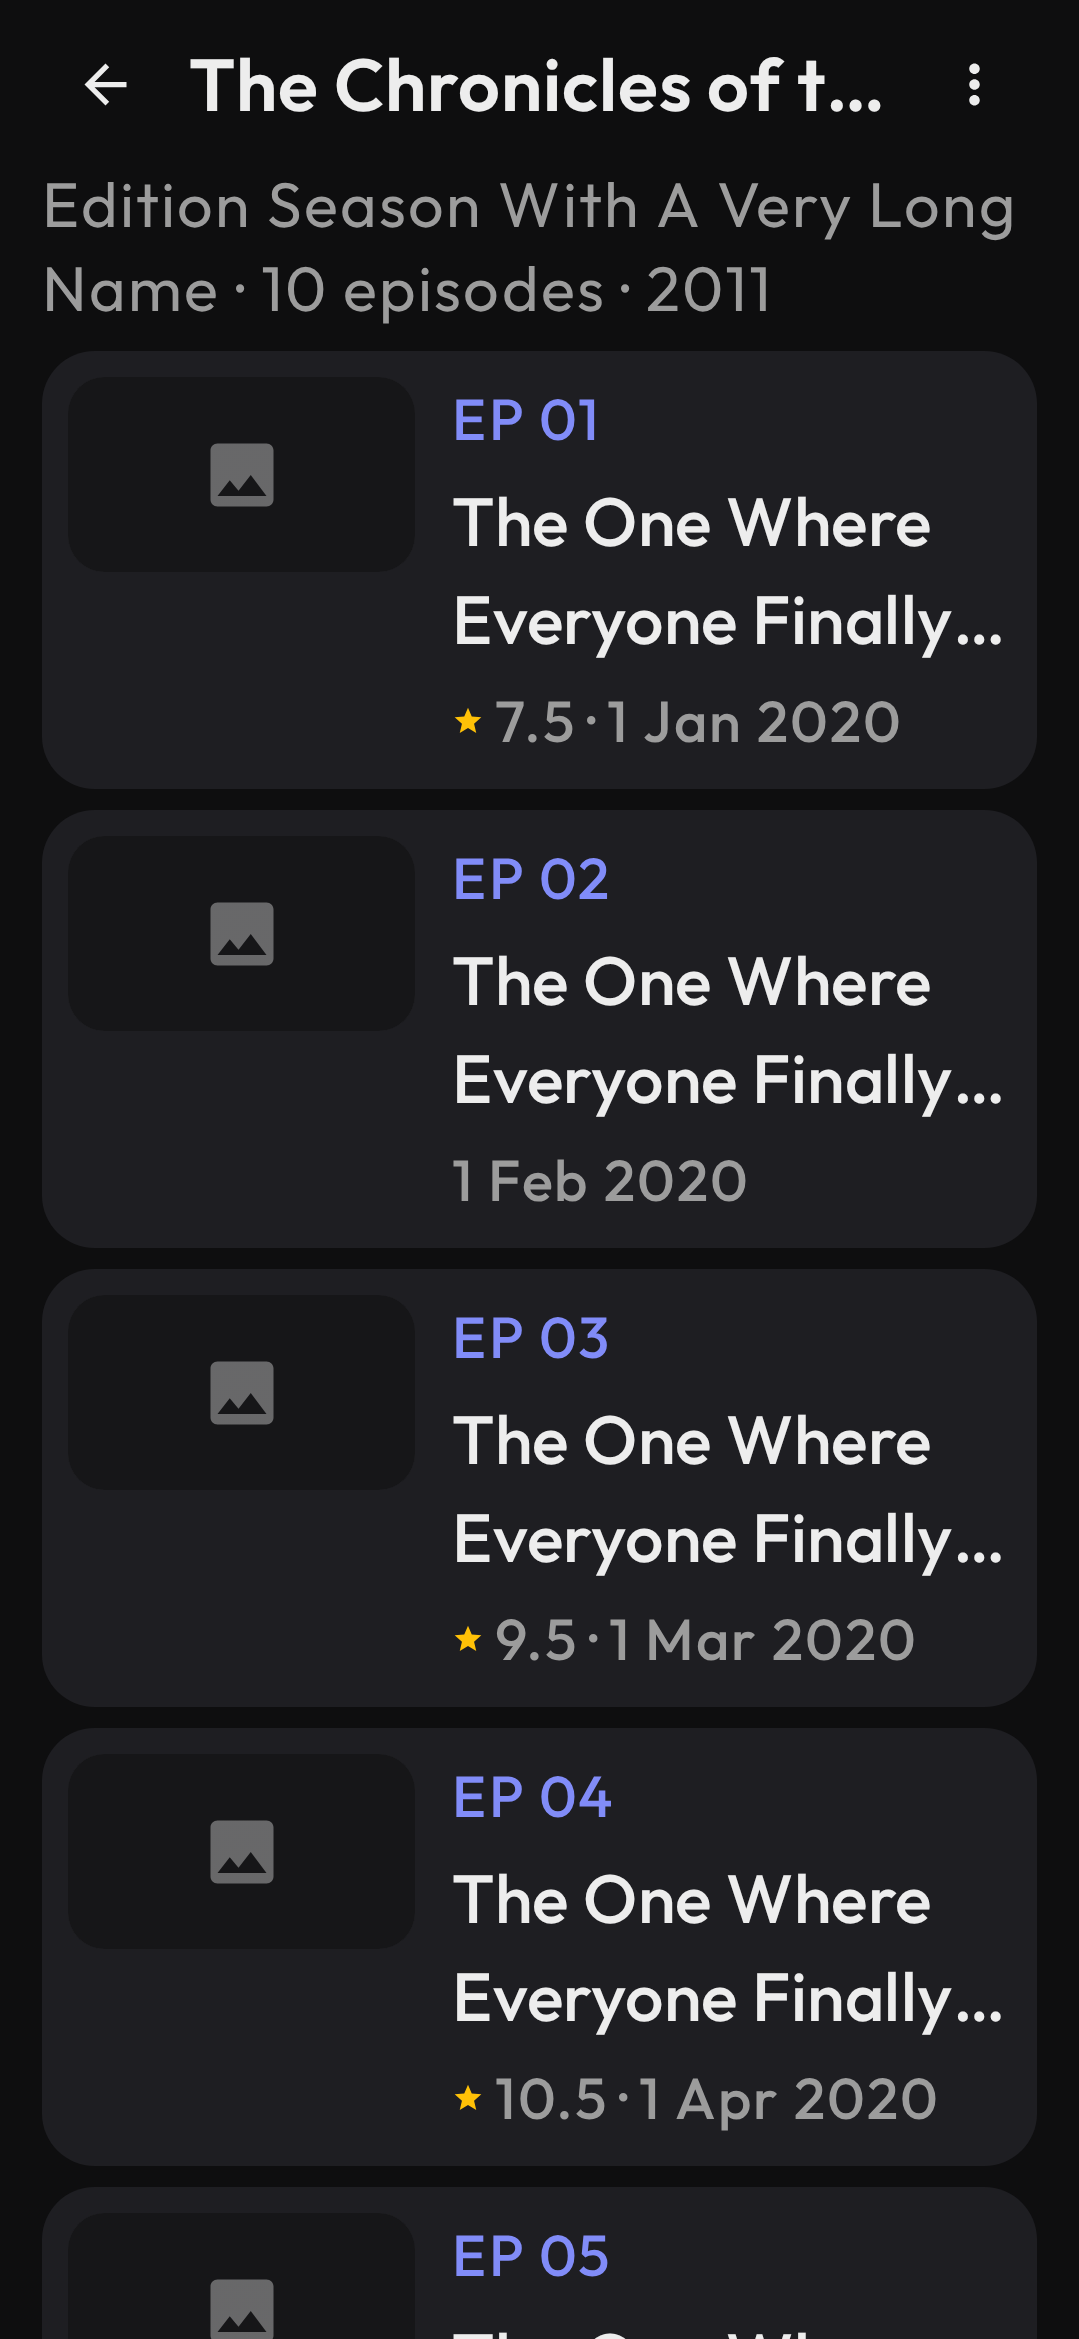 The Chronicles of t...
Edition Season With A Very Long
Name · 10 episodes · 2011
EP 01
The One Where
Everyone Finally...
7.5 · 1 Jan 2020
EP 02
The One Where
Everyone Finally...
1 Feb 2020
EP 03
The One Where
Everyone Finally...
9.5 · 1 Mar 2020
EP 04
The One Where
Everyone Finally...
10.5 · 1 Apr 2020
EP 05
The One Wh